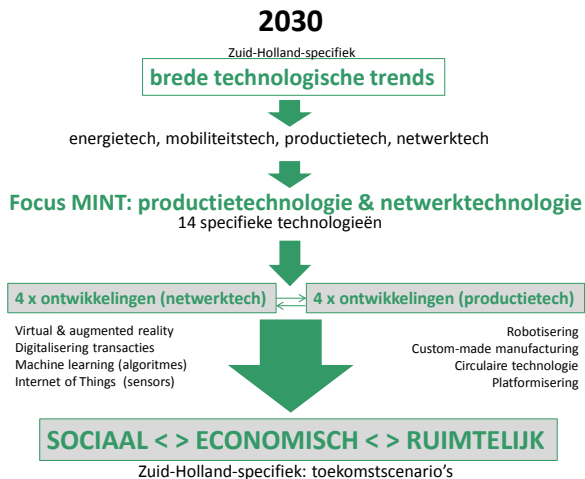 2030
Zuid-Holland-specifiek
brede technologische trends
energietech, mobiliteitstech, productietech, netwerktech
Focus MINT: productietechnologie & netwerktechnologie
14 specifieke technologieën
4 x ontwikkelingen (netwerktech)
4 x ontwikkelingen (productietech)
Virtual & augmented reality
Digitalisering transacties
Machine learning (algoritmes)
Internet of Things (sensors)
Robotisering
Custom-made manufacturing
Circulaire technologie
Platformisering
SOCIAAL < > ECONOMISCH < > RUIMTELIJK
Zuid-Holland-specifiek: toekomstscenario's